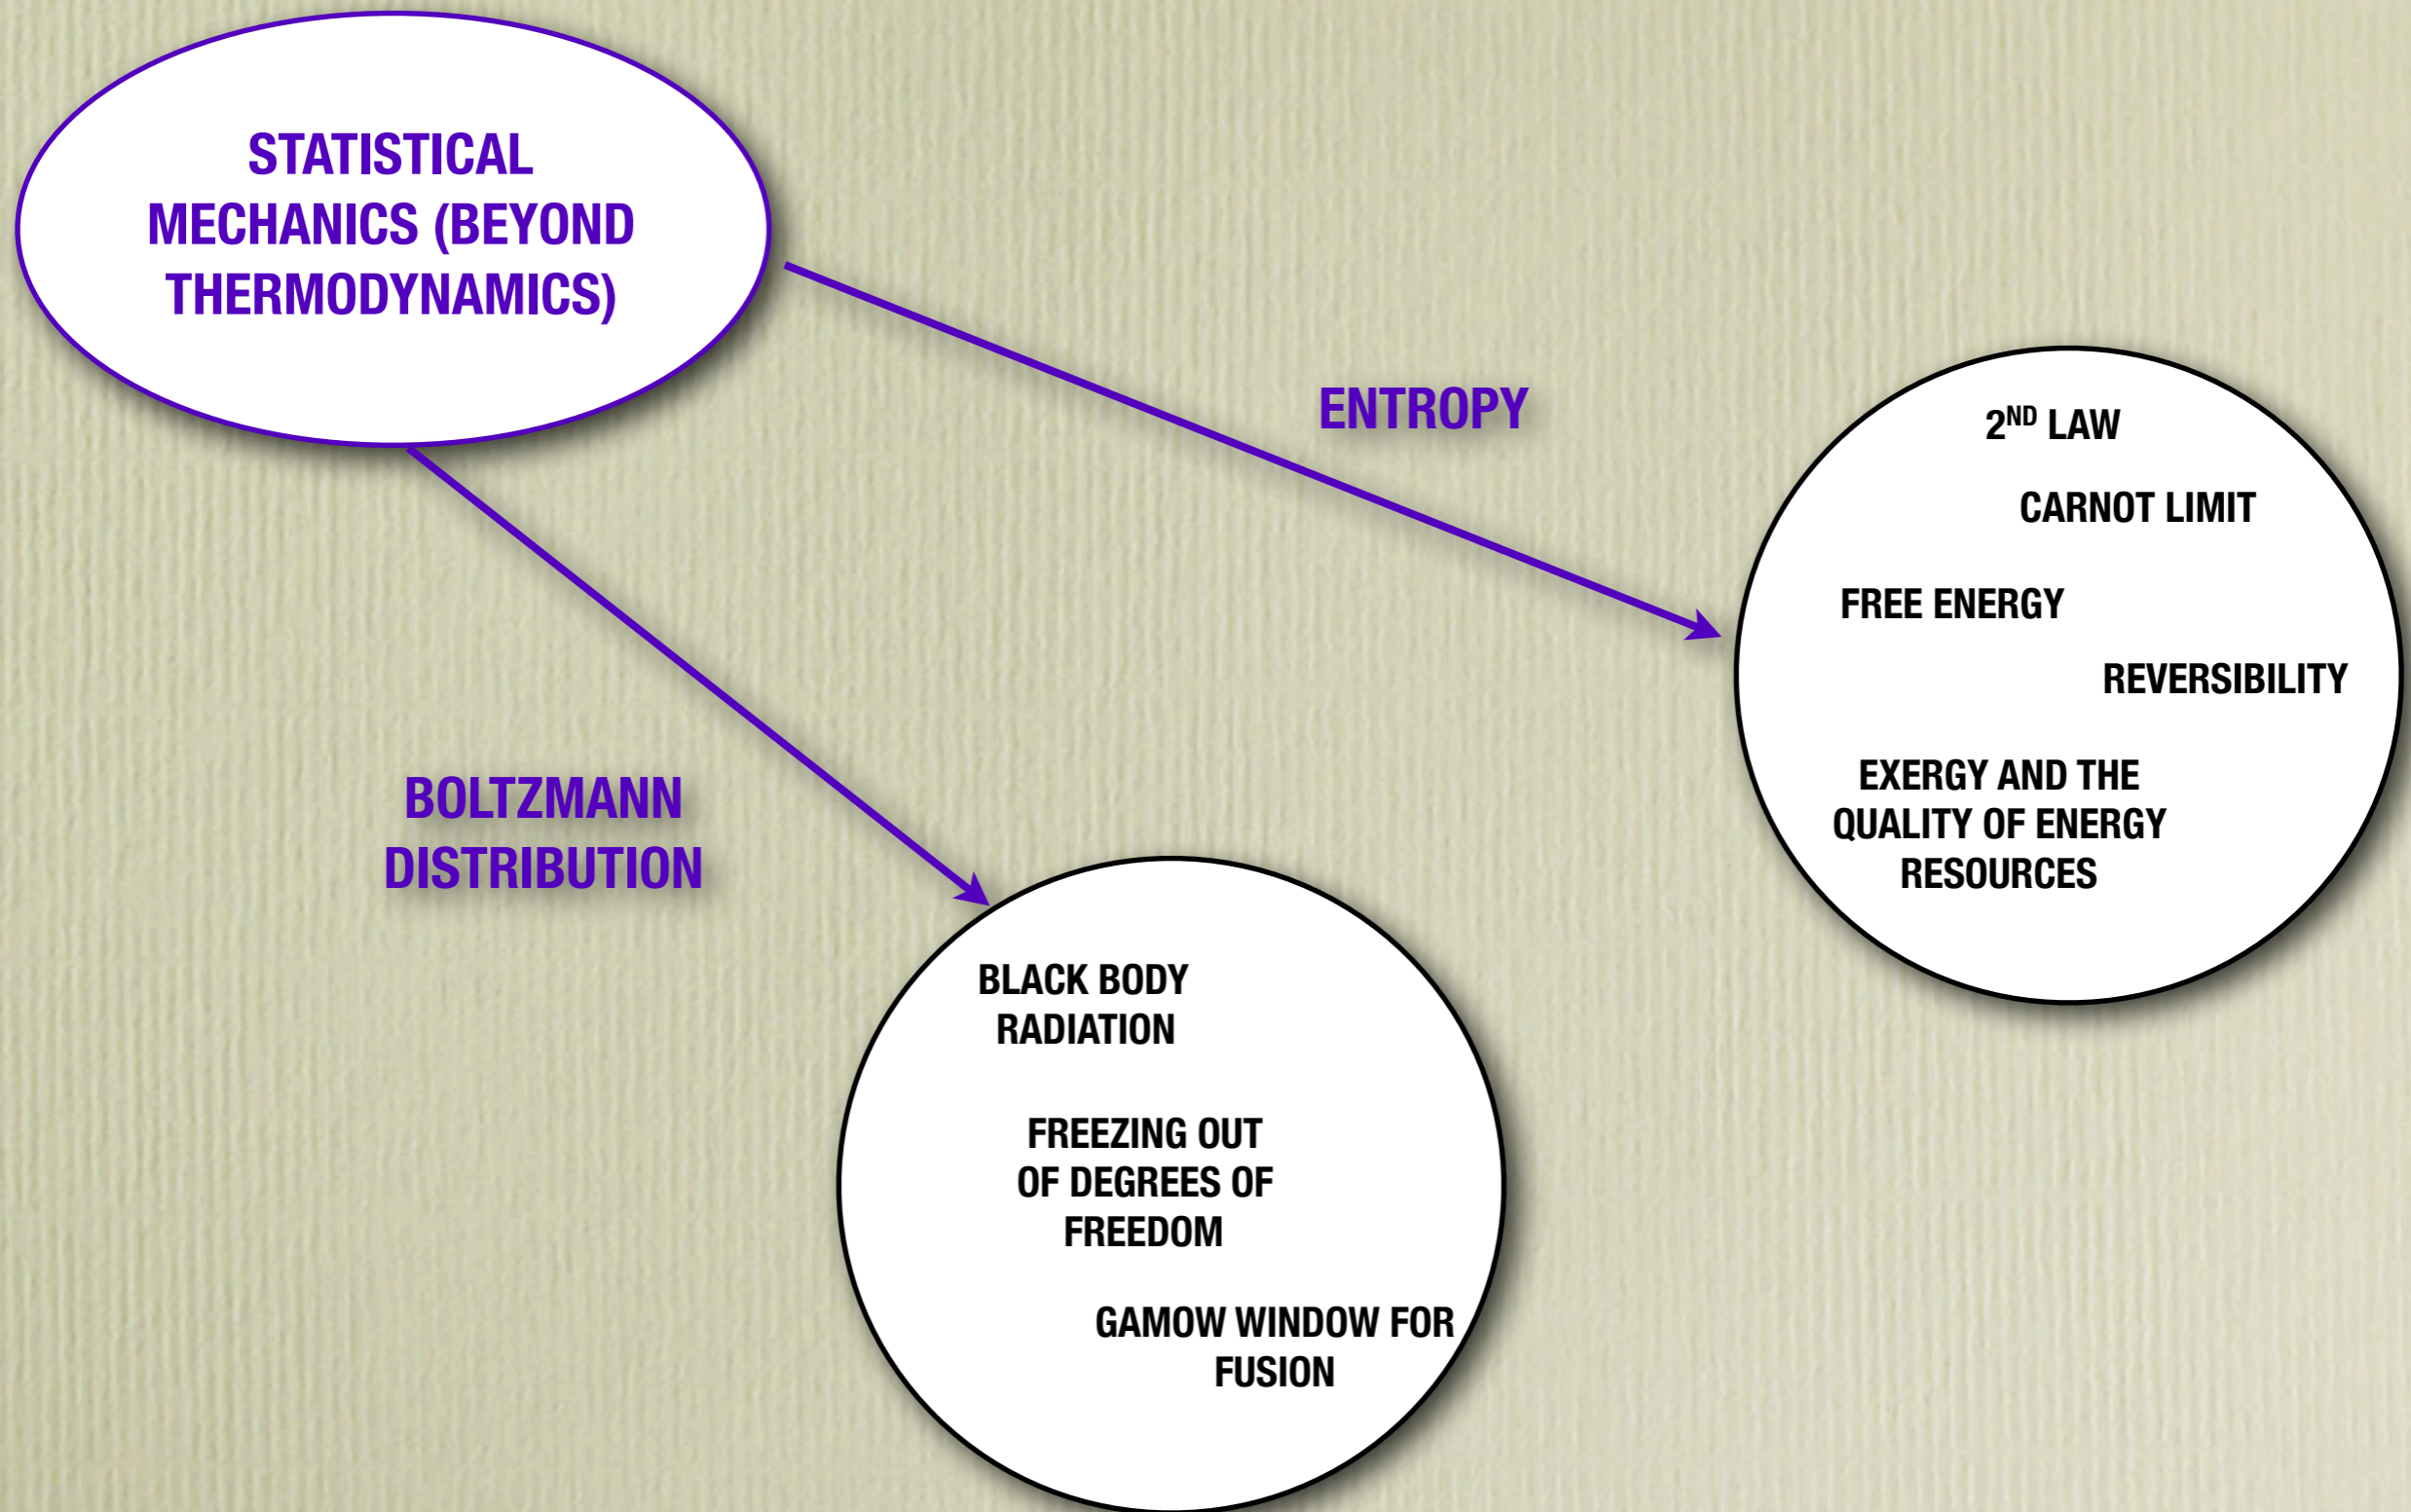 STATISTICAL
MECHANICS (BEYOND
THERMODYNAMICS)
ENTROPY
2ND LAW
CARNOT LIMIT
FREE ENERGY
REVERSIBILITY
EXERGY AND THE
QUALITY OF ENERGY
RESOURCES
BOLTZMANN
DISTRIBUTION
BLACK BODY
RADIATION
FREEZING OUT
OF DEGREES OF
FREEDOM
GAMOW WINDOW FOR
FUSION